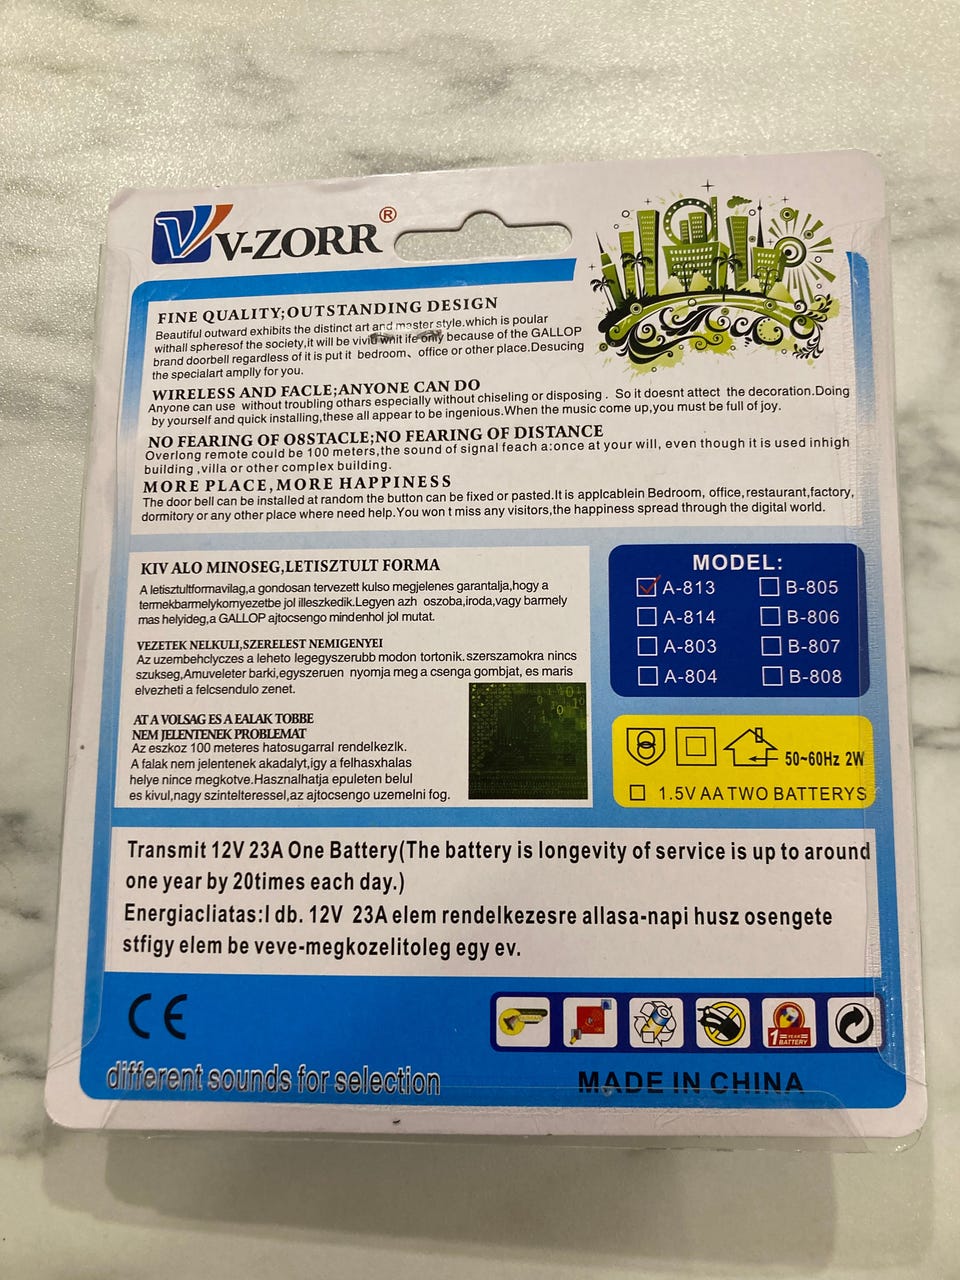 V-ZORR®
FINE QUALITY;OUTSTANDING DESIGN
Beautiful outward exhibits the distinct art and master style.which is poular
withall spheresof the society,it will be vivid whit ife only because of the GALLOP
brand doorbell regardless of it is put it bedroom、office or other place.Desucing
the specialart amplly for you.
WIRELESS AND FACLE;ANYONE CAN DO
Anyone can use without troubling othars especially without chiseling or disposing . So it doesnt attect the decoration.Doing
by yourself and quick installing,these all appear to be ingenious.When the music come up,you must be full of joy.
NO FEARING OF O8STACLE;NO FEARING OF DISTANCE
Overlong remote could be 100 meters,the sound of signal feach a:once at your will, even though it is used inhigh
building ,villa or other complex building.
MORE PLACE,MORE HAPPINESS
The door bell can be installed at random the button can be fixed or pasted.It is applcablein Bedroom, office,restaurant,factory,
dormitory or any other place where need help.You won t miss any visitors,the happiness spread through the digital world.
KIV ALO MINOSEG,LETISZTULT FORMA
A letisztultformavilag,a gondosan tervezett kulso megjelenes garantalja,hogy a
termekbarmelykornyezetbe jol illeszkedik.Legyen azh oszoba,iroda,vagy barmely
mas helyideg,a GALLOP ajtocsengo mindenhol jol mutat.
VEZETEK NELKULI,SZERELEST NEMIGENYEI
Az uzembehclyczes a leheto legegyszerubb modon tortonik.szerszamokra nincs
szukseg,Amuveleter barki,egyszeruen nyomja meg a csenga gombjat, es maris
elvezheti a felcsendulo zenet.
AT A VOLSAG ES A EALAK TOBBE
NEM JELENTENEK PROBLEMAT
Az eszkoz 100 meteres hatosugarral rendelkezlk.
A falak nem jelentenek akadalyt,igy a felhasxhalas
helye nince megkotve.Hasznalhatja epuleten belul
es kivul,nagy szintelteressel,az ajtocsengo uzemelni fog.
MODEL:
A-813 B-805
A-814 B-806
A-803 B-807
A-804 B-808
50~60Hz 2W
1.5V AA TWO BATTERYS
Transmit 12V 23A One Battery(The battery is longevity of service is up to around
one year by 20times each day.)
Energiacliatas:I db. 12V 23A elem rendelkezesre allasa-napi husz osengete
stfigy elem be veve-megkozelitoleg egy ev.
CE
1 YEAR BATTERY
different sounds for selection
MADE IN CHINA